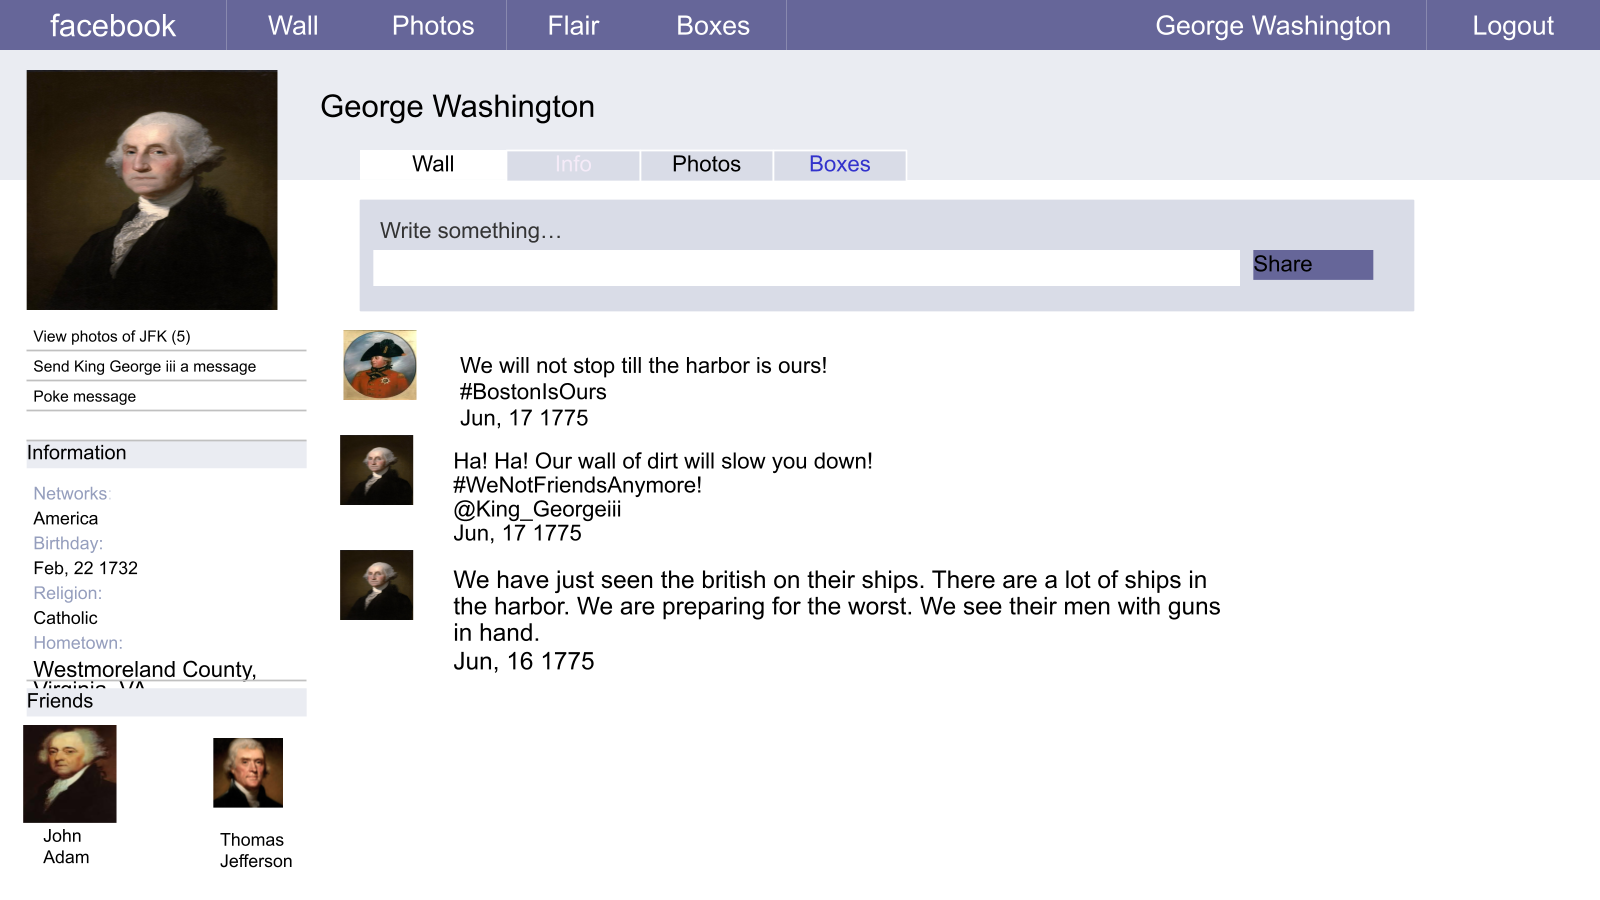 facebook Wall Photos Flair Boxes George Washington Logout
George Washington
Wall Info Photos Boxes
Write something…
Share
View photos of JFK (5)
Send King George iii a message
Poke message
Information
Networks:
America
Birthday:
Feb, 22 1732
Religion:
Catholic
Hometown:
Westmoreland County,
Virginia, VA
Friends
John
Adam
Thomas
Jefferson
We will not stop till the harbor is ours!
#BostonIsOurs
Jun, 17 1775
Ha! Ha! Our wall of dirt will slow you down!
#WeNotFriendsAnymore!
@King_Georgeiii
Jun, 17 1775
We have just seen the british on their ships. There are a lot of ships in
the harbor. We are preparing for the worst. We see their men with guns
in hand.
Jun, 16 1775